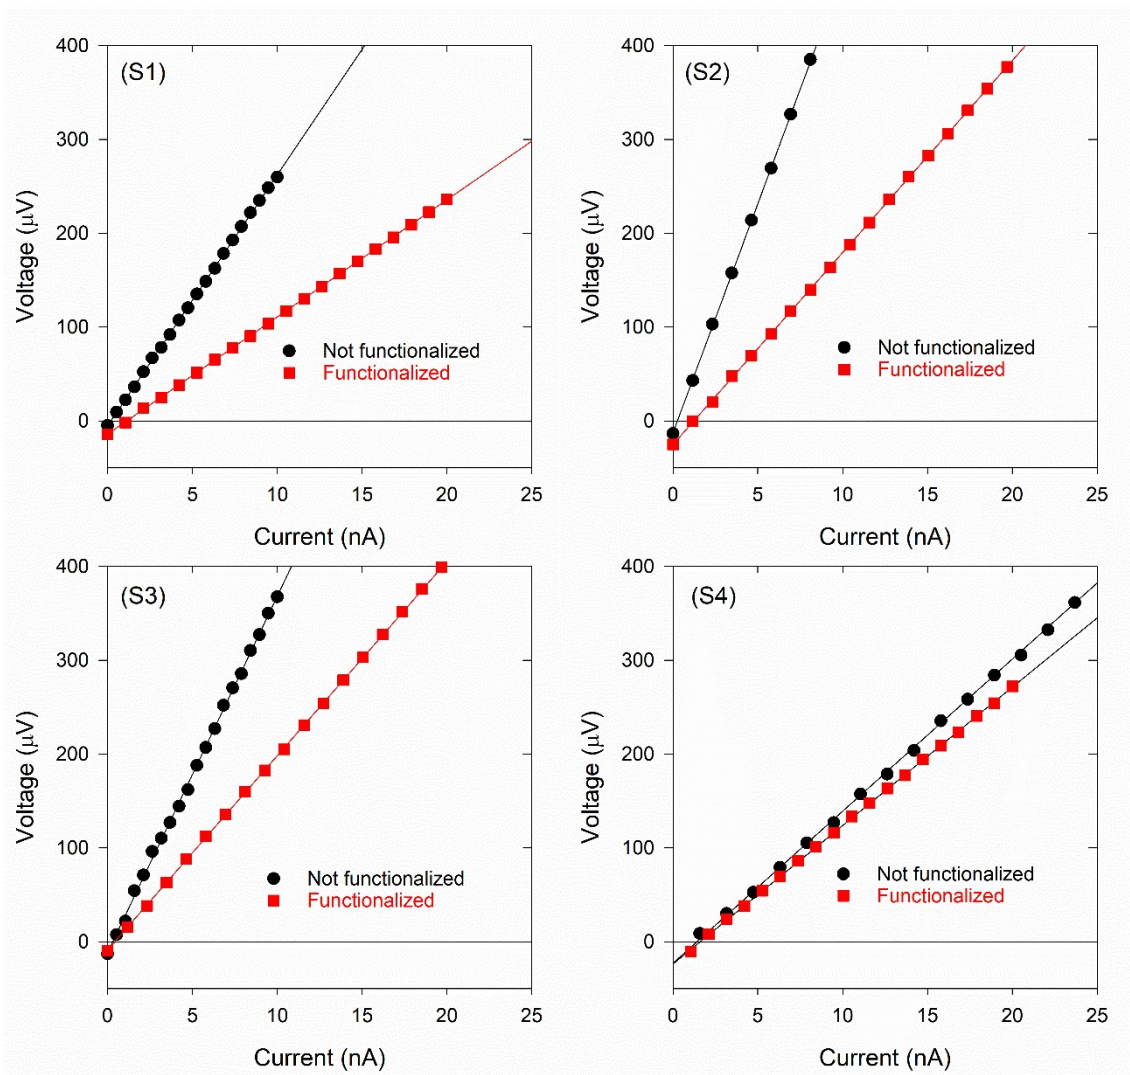 (S1)
400
300
200
100
0
Voltage (μV)
Not functionalized
Functionalized
0 5 10 15 20 25
Current (nA)
(S2)
400
300
200
100
0
Voltage (μV)
Not functionalized
Functionalized
0 5 10 15 20 25
Current (nA)
(S3)
400
300
200
100
0
Voltage (μV)
Not functionalized
Functionalized
0 5 10 15 20 25
Current (nA)
(S4)
400
300
200
100
0
Voltage (μV)
Not functionalized
Functionalized
0 5 10 15 20 25
Current (nA)